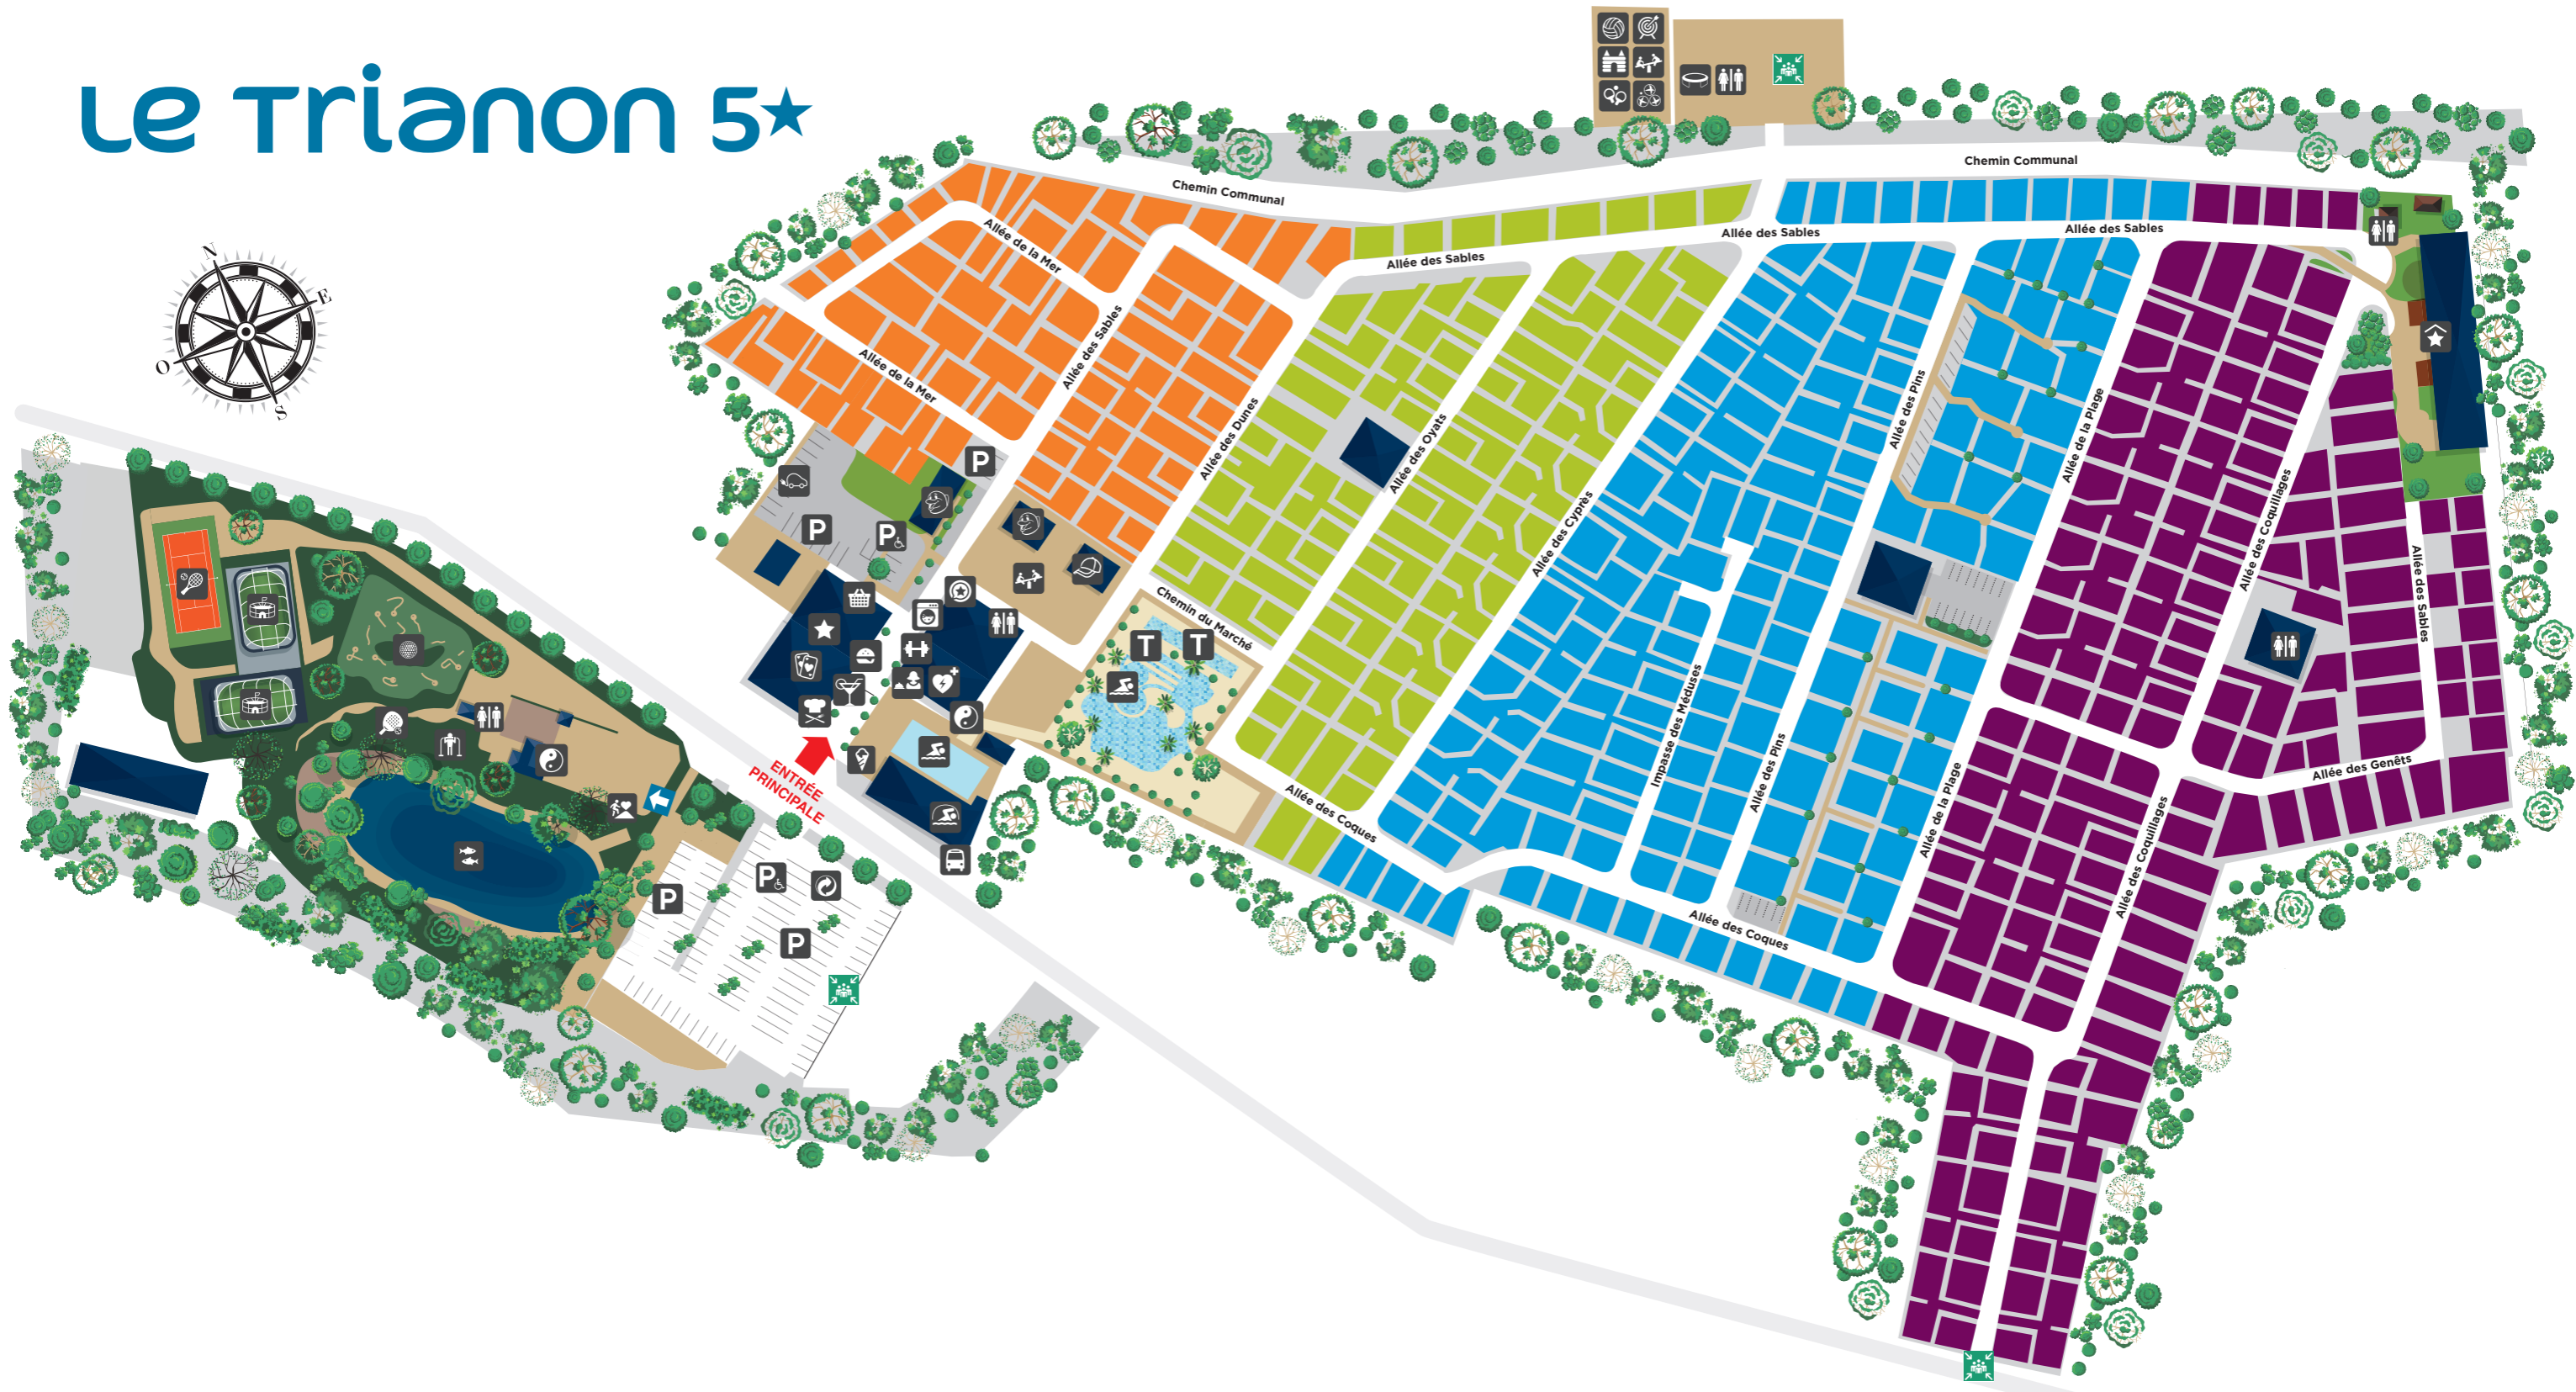 Le Trianon 5★
N
E
O
S
Chemin Communal
Chemin Communal
Allée des Sables
Allée des Sables
Allée des Sables
Allée de la Mer
Allée des Sables
Allée de la Mer
Allée des Dunes
Allée des Oyats
Allée des Cyprès
Allée des Pins
Allée de la Plage
Allée des Coquillages
Allée des Sables
P
P
P
Chemin du Marché
T
T
Impasse des Méduses
Allée des Pins
Allée de la Plage
Allée des Genêts
Allée des Coquillages
Allée des Coques
Allée des Coques
ENTRÉE
PRINCIPALE
P
P
P